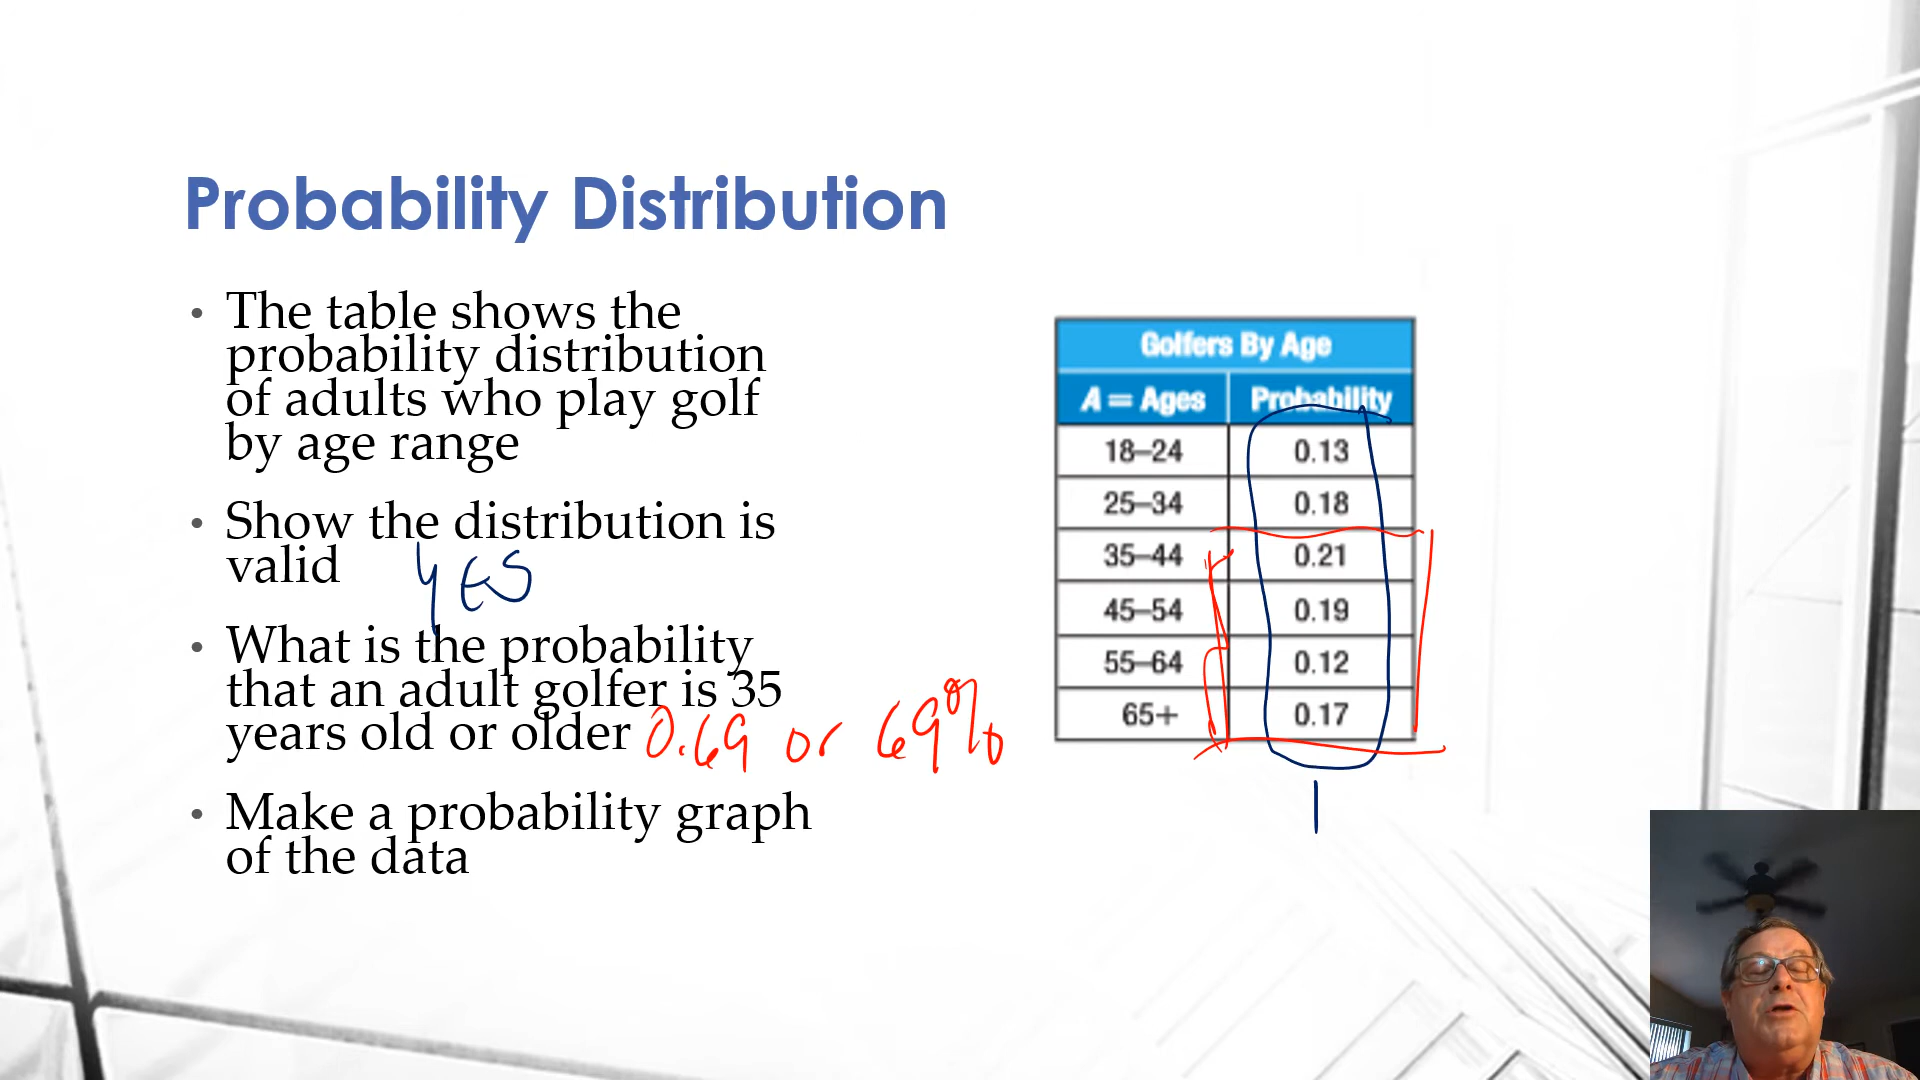 Probability Distribution
• The table shows the
probability distribution
of adults who play golf
by age range
• Show the distribution is
valid YES
• What is the probability
that an adult golfer is 35
years old or older 0.69 or 69%
• Make a probability graph
of the data
Golfers By Age
A = Ages Probability
18–24 0.13
25–34 0.18
35–44 0.21
45–54 0.19
55–64 0.12
65+ 0.17
1